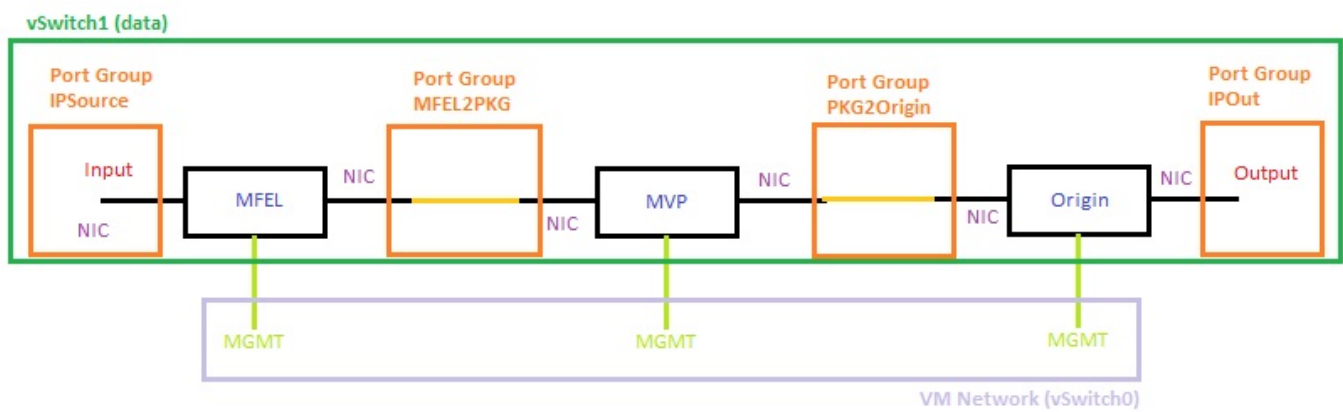 vSwitch1 (data)
Port Group
IPSource
Port Group
MFEL2PKG
Port Group
PKG2Origin
Port Group
IPOut
Input
NIC
MFEL
NIC
NIC
MVP
NIC
NIC
Origin
NIC
Output
MGMT
MGMT
MGMT
VM Network (vSwitch0)